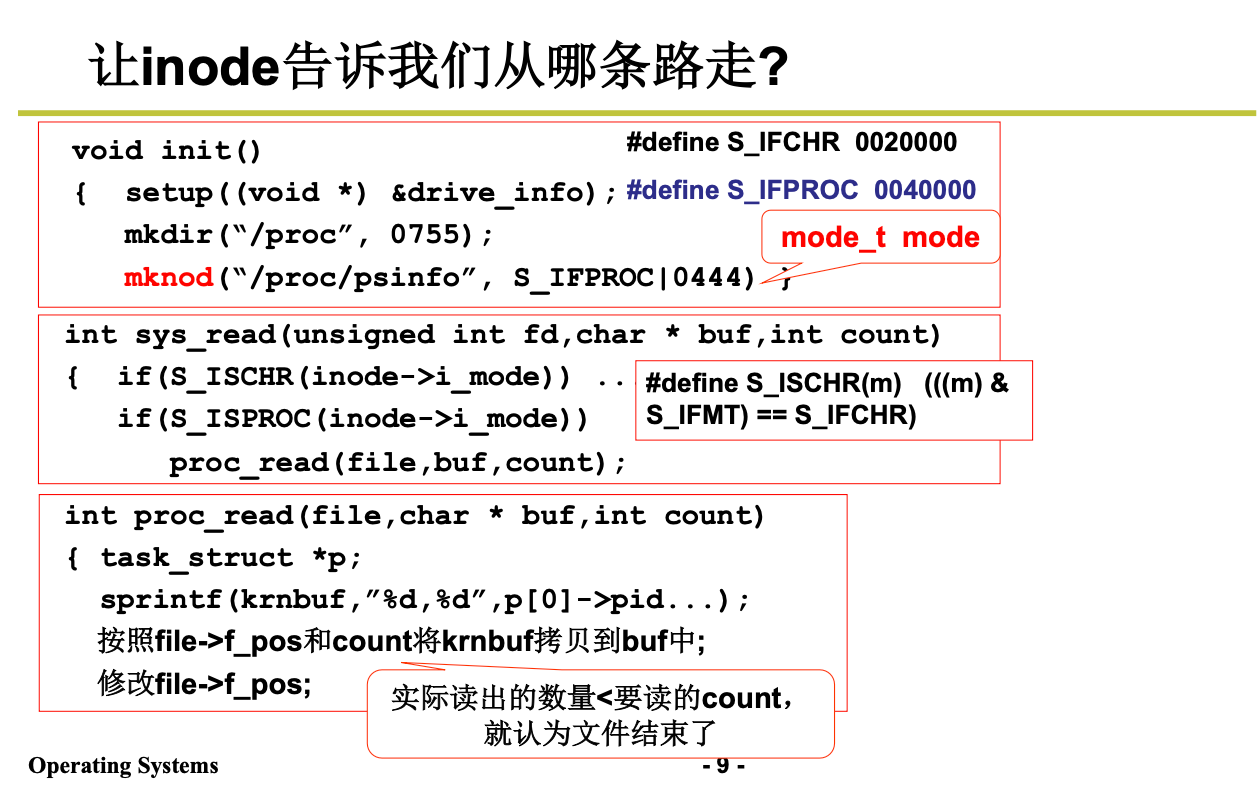 让inode告诉我们从哪条路走?
void init()
#define S_IFCHR 0020000
{ setup((void *) &drive_info);
#define S_IFPROC 0040000
mkdir(“/proc”, 0755);
mode_t mode
mknod(“/proc/psinfo”, S_IFPROC|0444) }
int sys_read(unsigned int fd,char * buf,int count)
{ if(S_ISCHR(inode->i_mode)) ...
#define S_ISCHR(m) (((m) &
S_IFMT) == S_IFCHR)
if(S_ISPROC(inode->i_mode))
proc_read(file,buf,count);
int proc_read(file,char * buf,int count)
{ task_struct *p;
sprintf(krnbuf,”%d,%d”,p[0]->pid...);
按照file->f_pos和count将krnbuf拷贝到buf中;
修改file->f_pos;
实际读出的数量<要读的count，
就认为文件结束了
Operating Systems
- 9 -